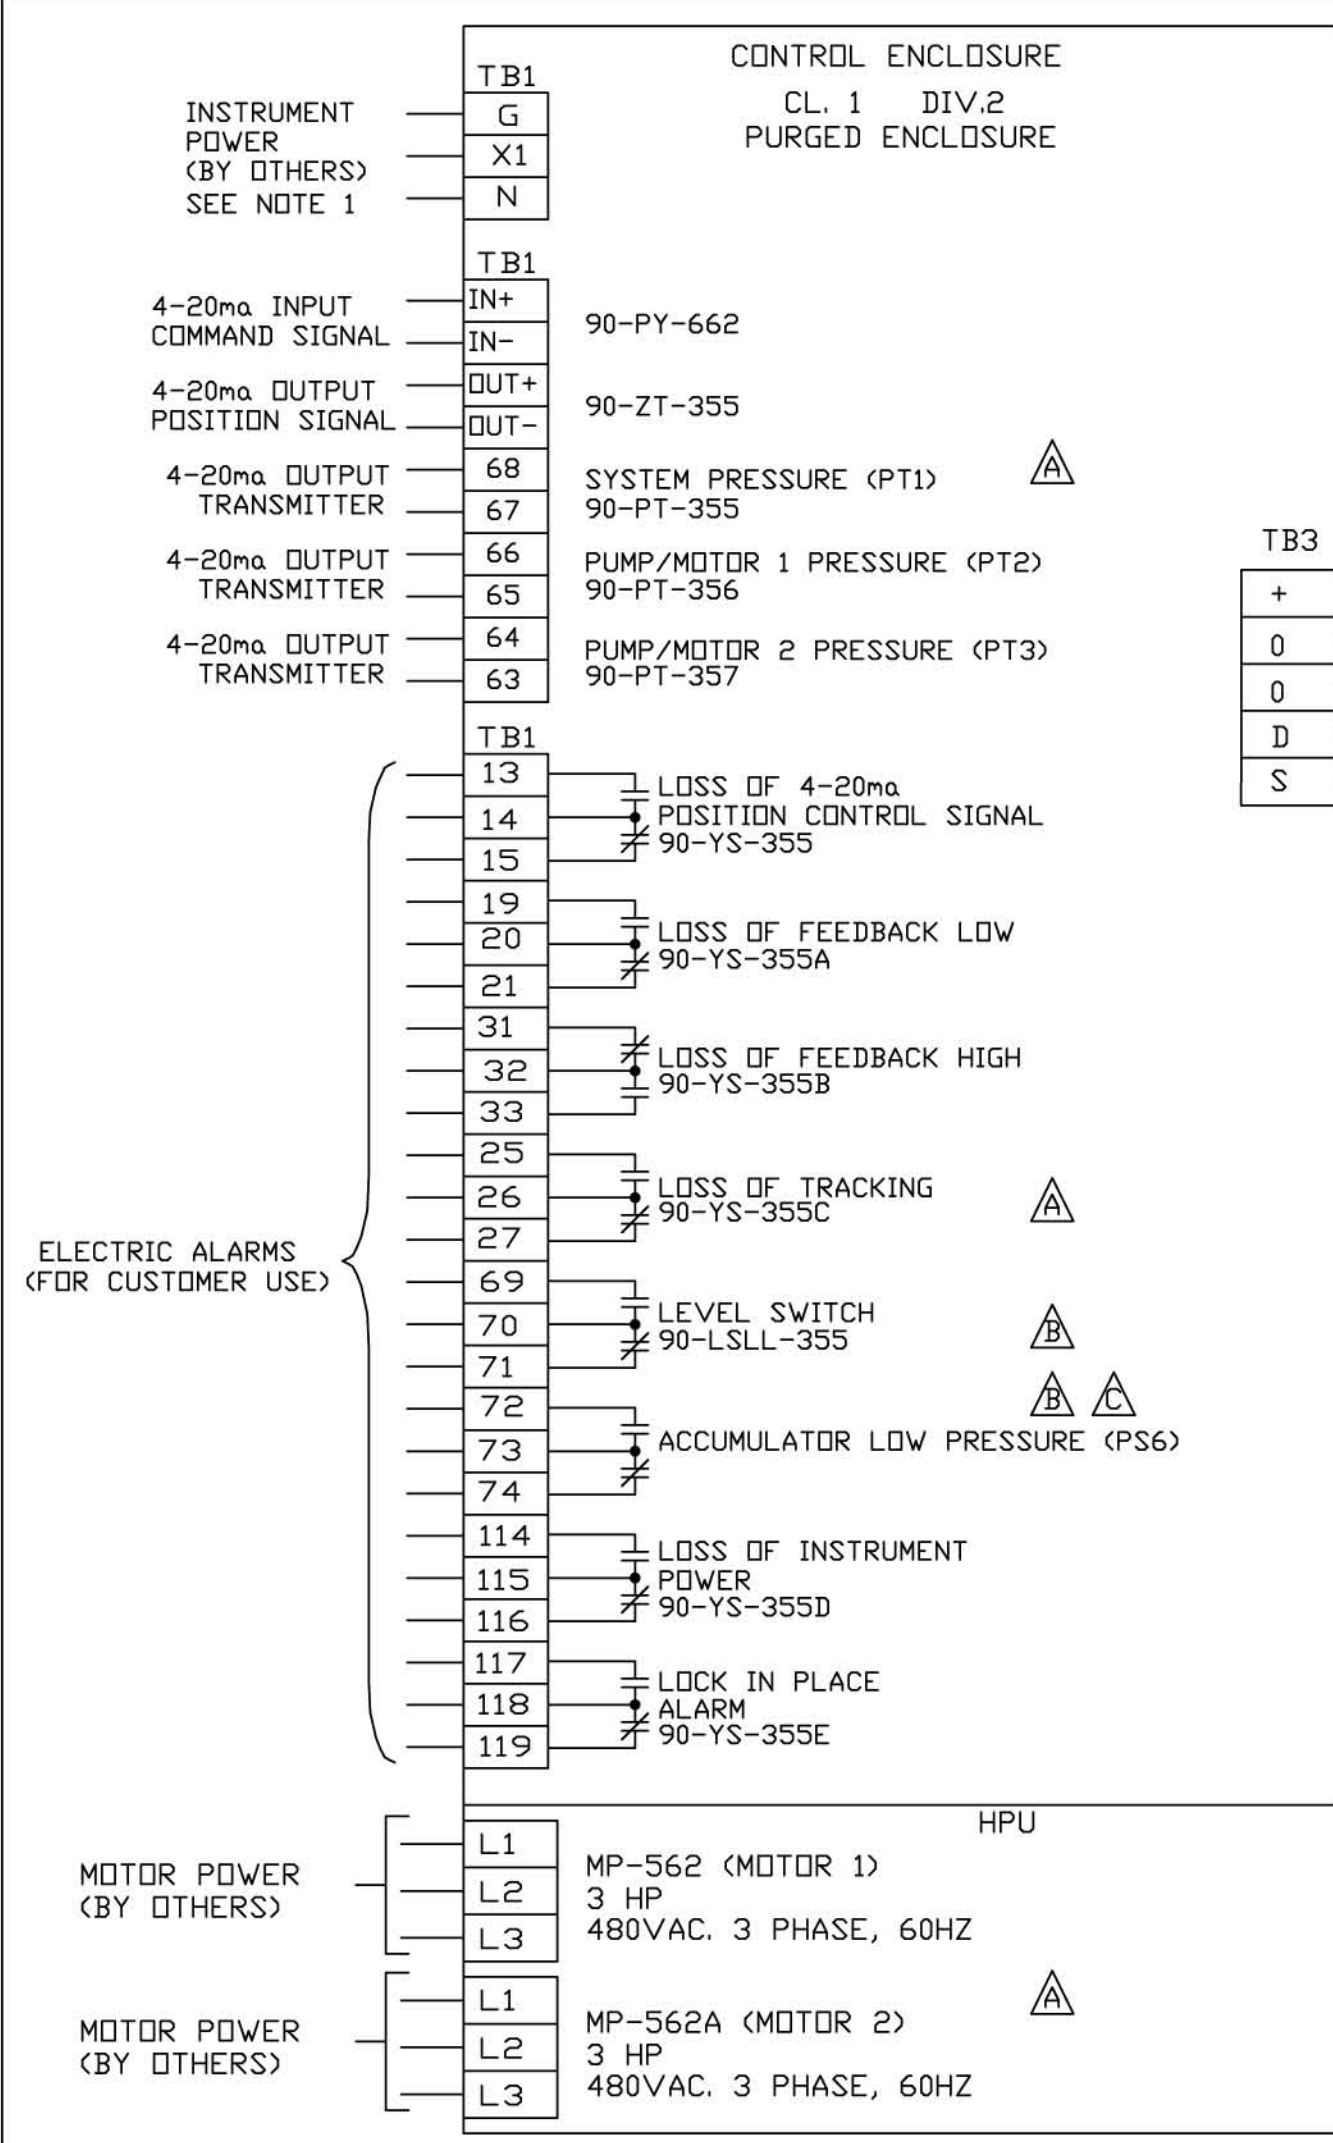 CONTROL ENCLOSURE
CL. 1 DIV.2
PURGED ENCLOSURE
TB1
INSTRUMENT
POWER
(BY OTHERS)
SEE NOTE 1
G
X1
N
TB1
4-20ma INPUT
COMMAND SIGNAL
IN+
IN-
90-PY-662
4-20ma OUTPUT
POSITION SIGNAL
OUT+
OUT-
90-ZT-355
4-20ma OUTPUT
TRANSMITTER
68
67
SYSTEM PRESSURE (PT1)
90-PT-355
A
4-20ma OUTPUT
TRANSMITTER
66
65
PUMP/MOTOR 1 PRESSURE (PT2)
90-PT-356
4-20ma OUTPUT
TRANSMITTER
64
63
PUMP/MOTOR 2 PRESSURE (PT3)
90-PT-357
TB3
+
0
0
D
S
TB1
ELECTRIC ALARMS
(FOR CUSTOMER USE)
13
14
15
LOSS OF 4-20ma
POSITION CONTROL SIGNAL
90-YS-355
19
20
21
LOSS OF FEEDBACK LOW
90-YS-355A
31
32
33
LOSS OF FEEDBACK HIGH
90-YS-355B
25
26
27
LOSS OF TRACKING
90-YS-355C
A
69
70
71
LEVEL SWITCH
90-LSLL-355
B
72
73
74
B C
ACCUMULATOR LOW PRESSURE (PS6)
114
115
116
LOSS OF INSTRUMENT
POWER
90-YS-355D
117
118
119
LOCK IN PLACE
ALARM
90-YS-355E
HPU
MOTOR POWER
(BY OTHERS)
L1
L2
L3
MP-562 (MOTOR 1)
3 HP
480VAC. 3 PHASE, 60HZ
MOTOR POWER
(BY OTHERS)
L1
L2
L3
MP-562A (MOTOR 2)
3 HP
480VAC. 3 PHASE, 60HZ
A